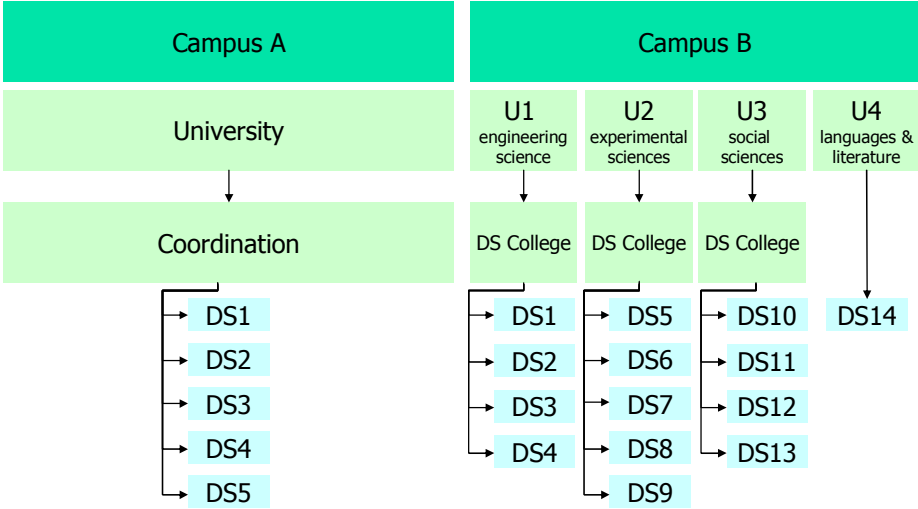 Campus A
Campus B
University
U1
engineering
science
U2
experimental
sciences
U3
social
sciences
U4
languages &
literature
Coordination
DS College
DS College
DS College
DS1
DS2
DS3
DS4
DS5
DS1
DS2
DS3
DS4
DS5
DS6
DS7
DS8
DS9
DS10
DS11
DS12
DS13
DS14